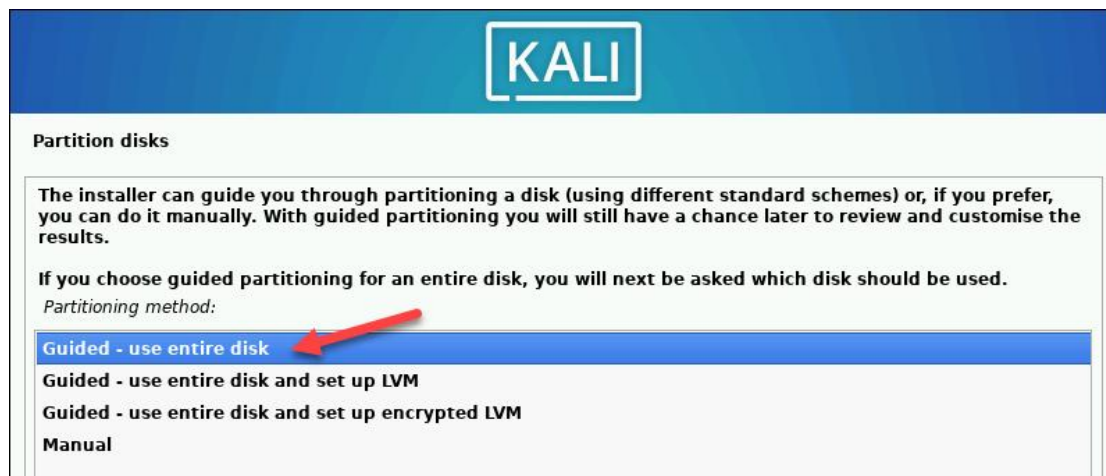 KALI
Partition disks
The installer can guide you through partitioning a disk (using different standard schemes) or, if you prefer,
you can do it manually. With guided partitioning you will still have a chance later to review and customise the
results.
If you choose guided partitioning for an entire disk, you will next be asked which disk should be used.
Partitioning method:
Guided - use entire disk
Guided - use entire disk and set up LVM
Guided - use entire disk and set up encrypted LVM
Manual